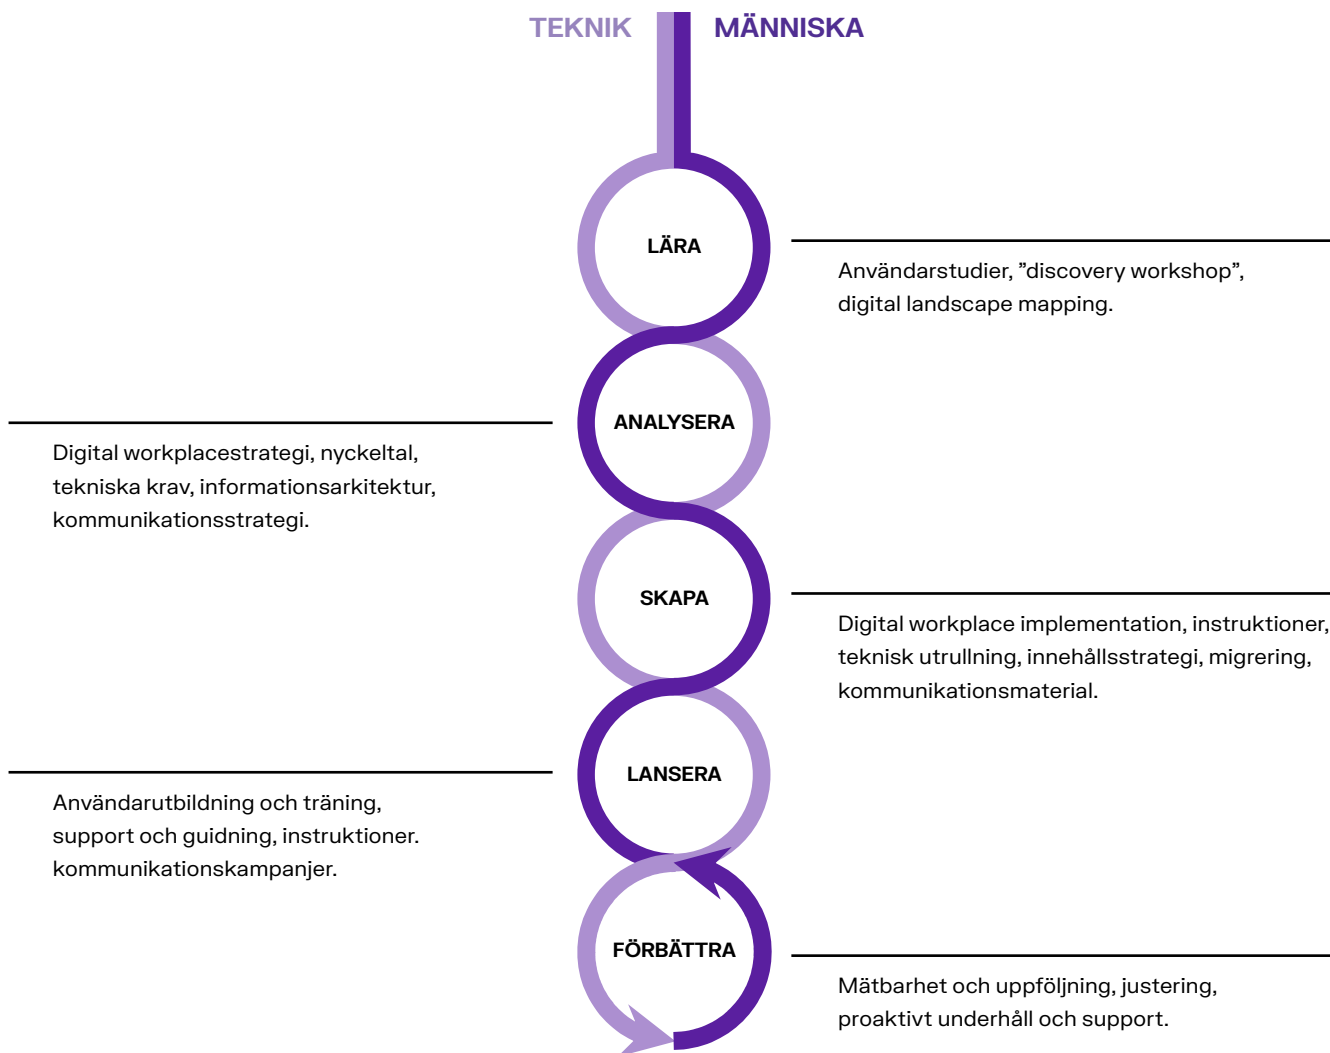 TEKNIK MÄNNISKA
LÄRA
Användarstudier, ”discovery workshop”,
digital landscape mapping.
ANALYSERA
Digital workplacestrategi, nyckeltal,
tekniska krav, informationsarkitektur,
kommunikationsstrategi.
SKAPA
Digital workplace implementation, instruktioner,
teknisk utrullning, innehållsstrategi, migrering,
kommunikationsmaterial.
LANSERA
Användarutbildning och träning,
support och guidning, instruktioner.
kommunikationskampanjer.
FÖRBÄTTRA
Mätbarhet och uppföljning, justering,
proaktivt underhåll och support.